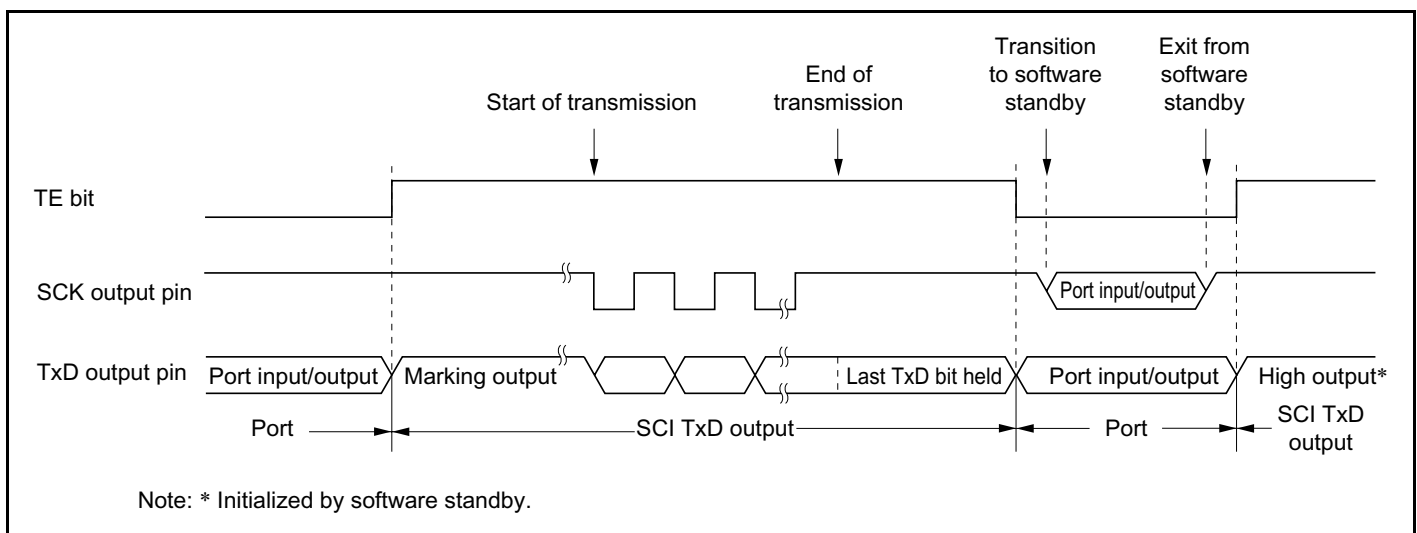 Transition
to software
standby
Exit from
software
standby
End of
transmission
Start of transmission
TE bit
SCK output pin
Port input/output
TxD output pin
Port input/output
Marking output
Last TxD bit held
Port input/output
High output*
Port
SCI TxD output
Port
SCI TxD
output
Note: * Initialized by software standby.